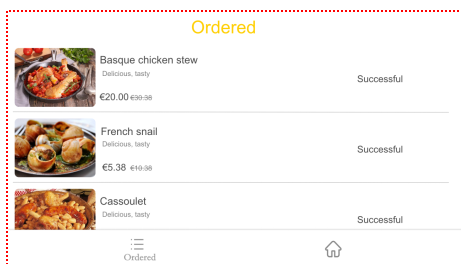 Ordered
Basque chicken stew
Delicious, tasty
Successful
€20.00 €30.38
French snail
Delicious, tasty
Successful
€5.38 €10.38
Cassoulet
Delicious, tasty
Successful
Ordered